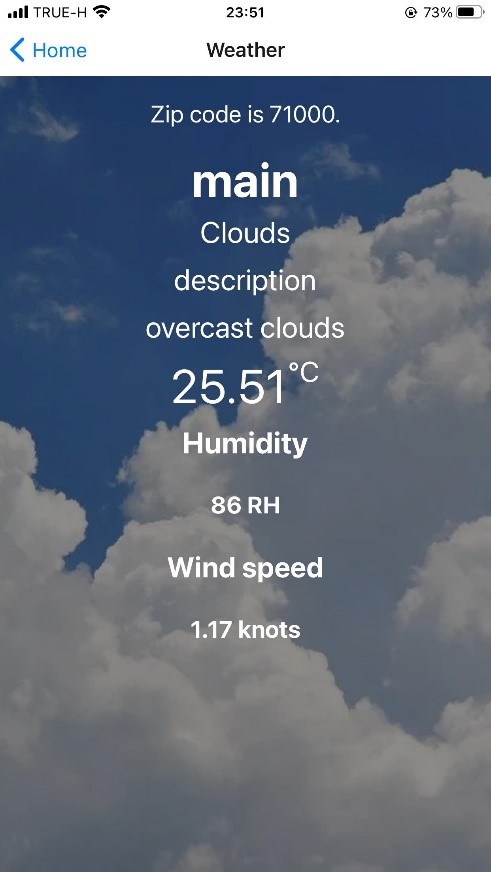 TRUE-H 23:51 73%
Home Weather
Zip code is 71000.
main
Clouds
description
overcast clouds
25.51°C
Humidity
86 RH
Wind speed
1.17 knots